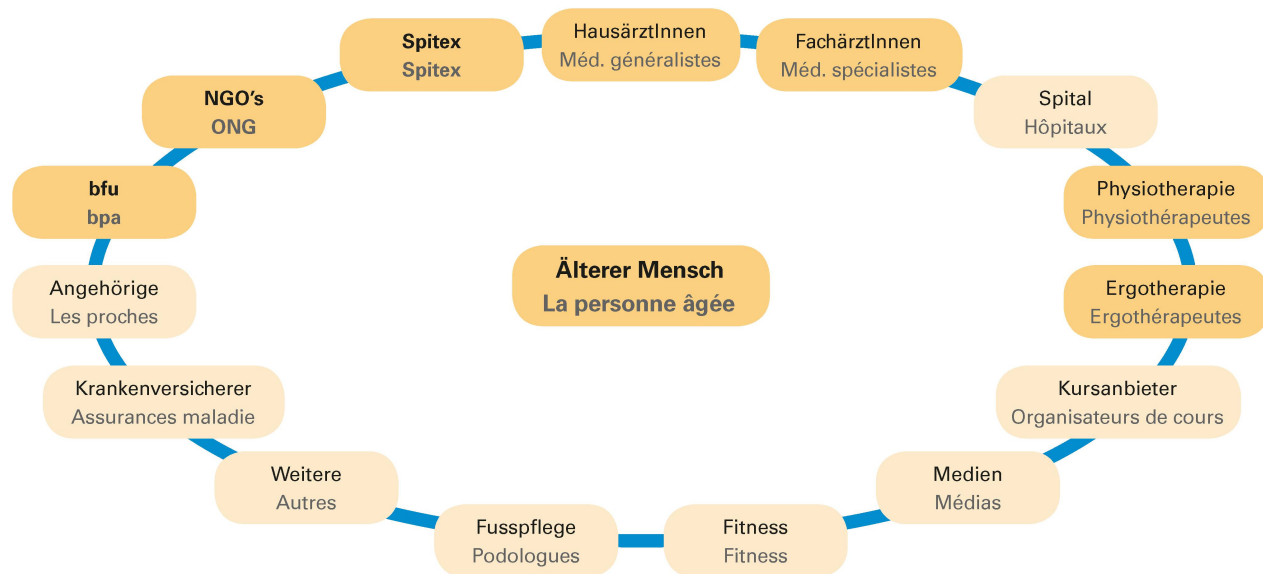 Spitex
Spitex
HausärztInnen
Méd. généralistes
FachärztInnen
Méd. spécialistes
NGO's
ONG
Spital
Hôpitaux
bfu
bpa
Physiotherapie
Physiothérapeutes
Älterer Mensch
La personne âgée
Angehörige
Les proches
Ergotherapie
Ergothérapeutes
Krankenversicherer
Assurances maladie
Kursanbieter
Organisateurs de cours
Weitere
Autres
Medien
Médias
Fusspflege
Podologues
Fitness
Fitness